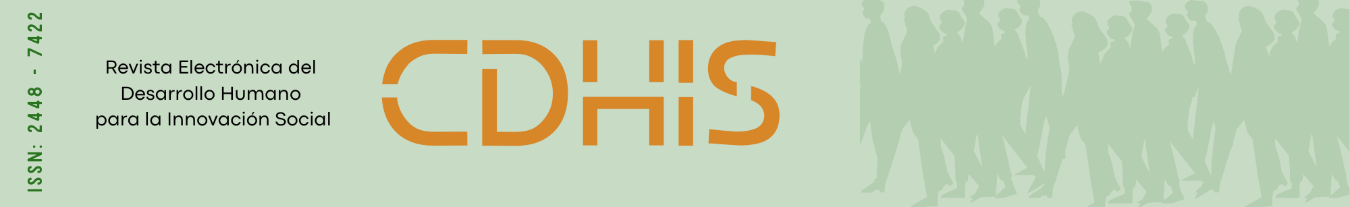 ISSN: 2448 - 7422
Revista Electrónica del
Desarrollo Humano
para la Innovación Social
CDHIS